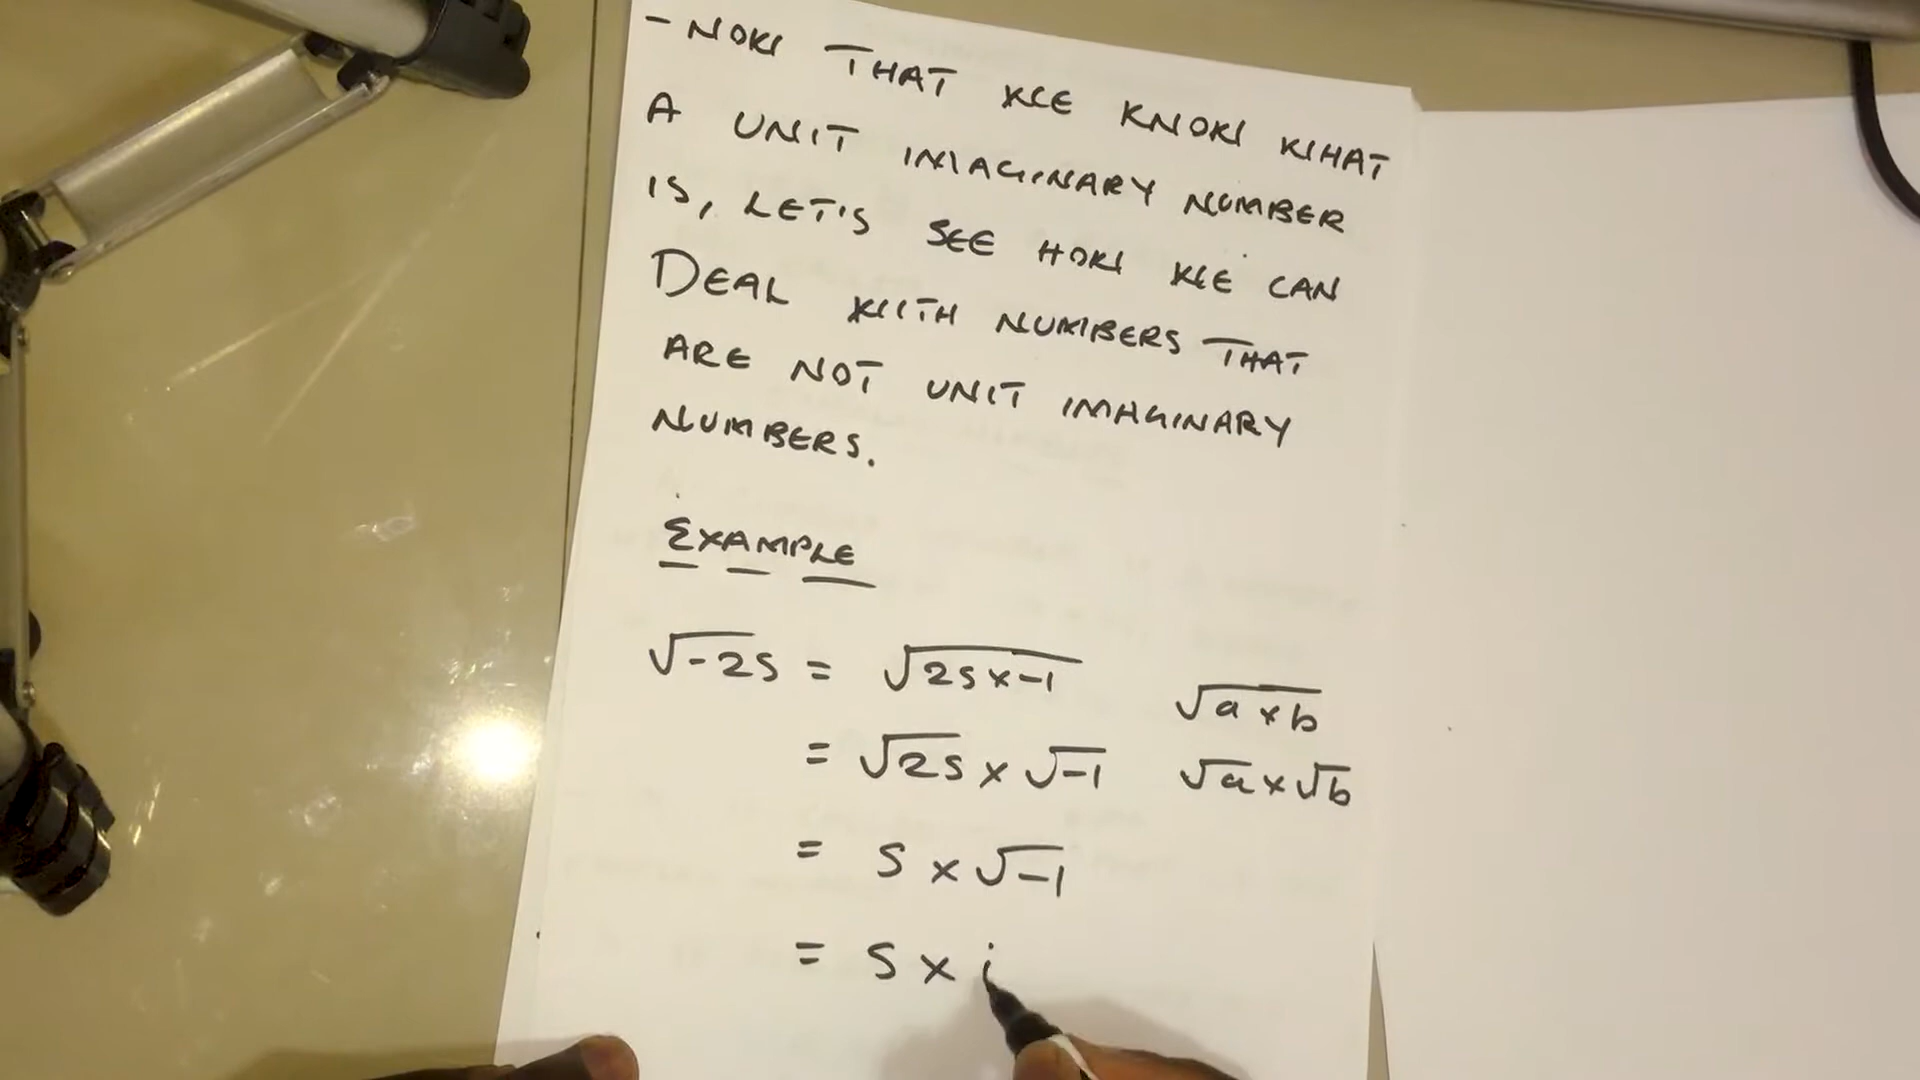 - NOW THAT WE KNOW WHAT
A UNIT IMAGINARY NUMBER
IS, LET'S SEE HOW WE CAN
DEAL WITH NUMBERS THAT
ARE NOT UNIT IMAGINARY
NUMBERS.
EXAMPLE
√-25 = √25×-1
√a×b
= √25 × √-1
√a×√b
= 5 × √-1
= 5 × i